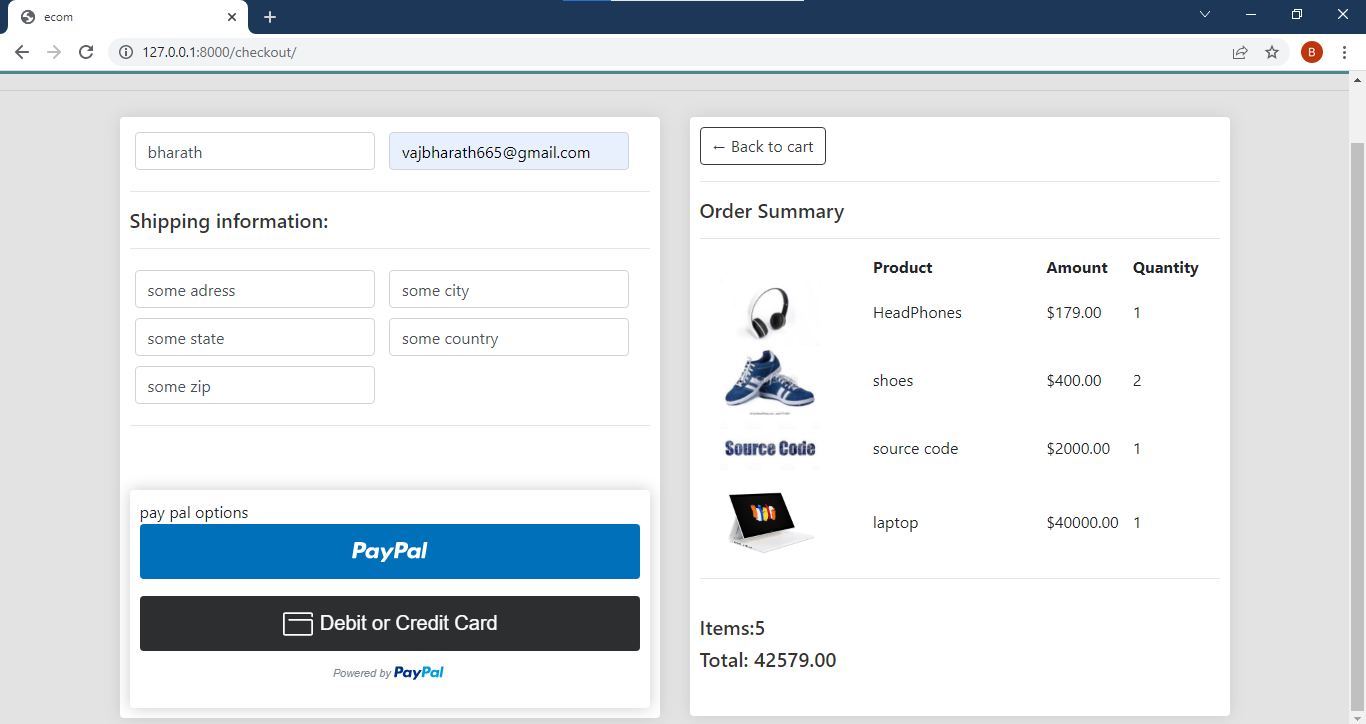 ecom
127.0.0.1:8000/checkout/
B
bharath
vajbharath665@gmail.com
Shipping information:
some adress
some city
some state
some country
some zip
pay pal options
PayPal
Debit or Credit Card
Powered by PayPal
← Back to cart
Order Summary
Product Amount Quantity
HeadPhones $179.00 1
shoes $400.00 2
Source Code
source code $2000.00 1
laptop $40000.00 1
Items:5
Total: 42579.00